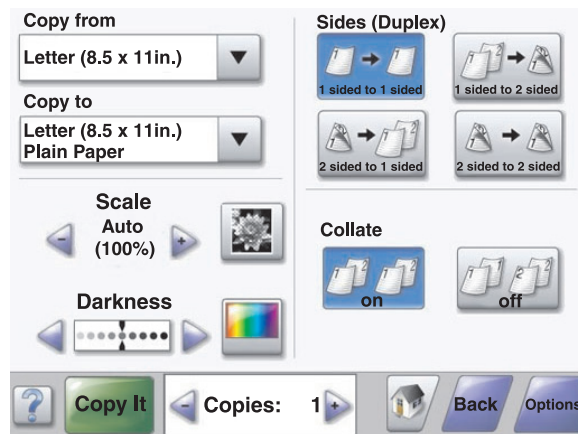 Copy from
Letter (8.5 x 11in.)
Copy to
Letter (8.5 x 11in.)
Plain Paper
Scale
Auto
(100%)
Darkness
Sides (Duplex)
1 sided to 1 sided
1 sided to 2 sided
2 sided to 1 sided
2 sided to 2 sided
Collate
on
off
?
Copy It
Copies: 1
Back
Options